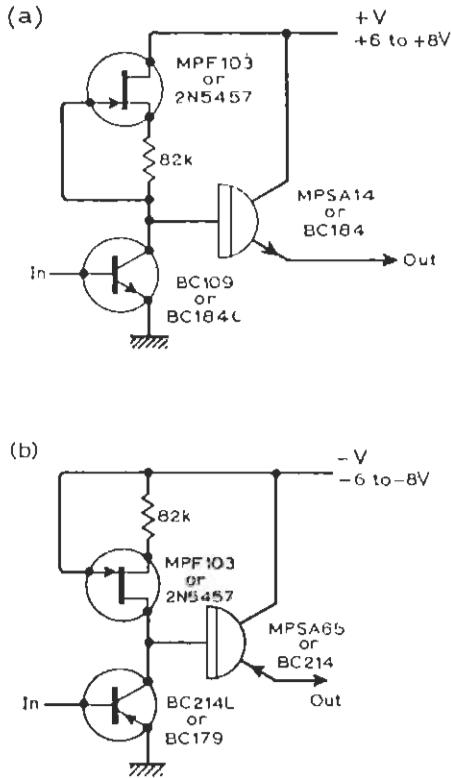 (a)
+V
+6 to +8V
MPF103
or
2N5457
82k
MPSA14
or
BC184
Out
In
BC109
or
BC184L
(b)
-V
-6 to-8V
82k
MPF103
or
2N5457
MPSA65
or
BC214
Out
In
BC214L
or
BC179